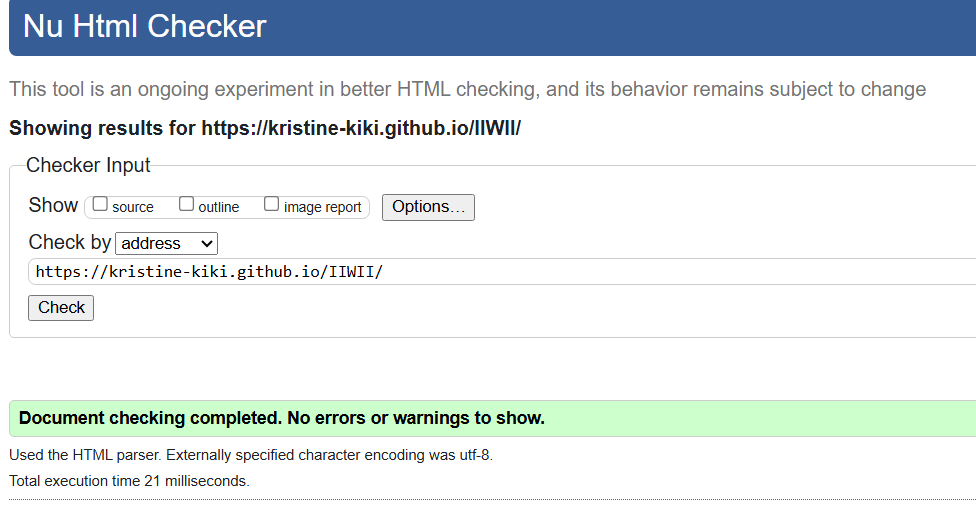 Nu Html Checker
This tool is an ongoing experiment in better HTML checking, and its behavior remains subject to change
Showing results for https://kristine-kiki.github.io/IIWII/
Checker Input
Show source outline image report Options...
Check by address
https://kristine-kiki.github.io/IIWII/
Check
Document checking completed. No errors or warnings to show.
Used the HTML parser. Externally specified character encoding was utf-8.
Total execution time 21 milliseconds.